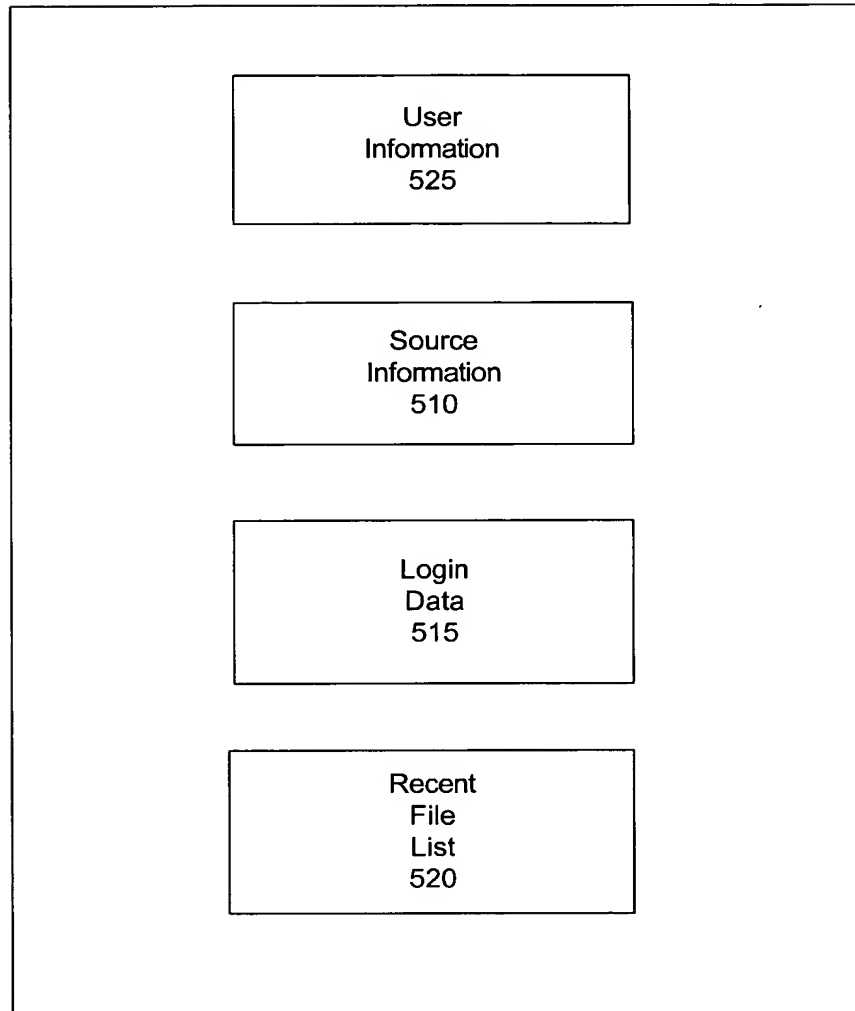 User
Information
525
Source
Information
510
Login
Data
515
Recent
File
List
520